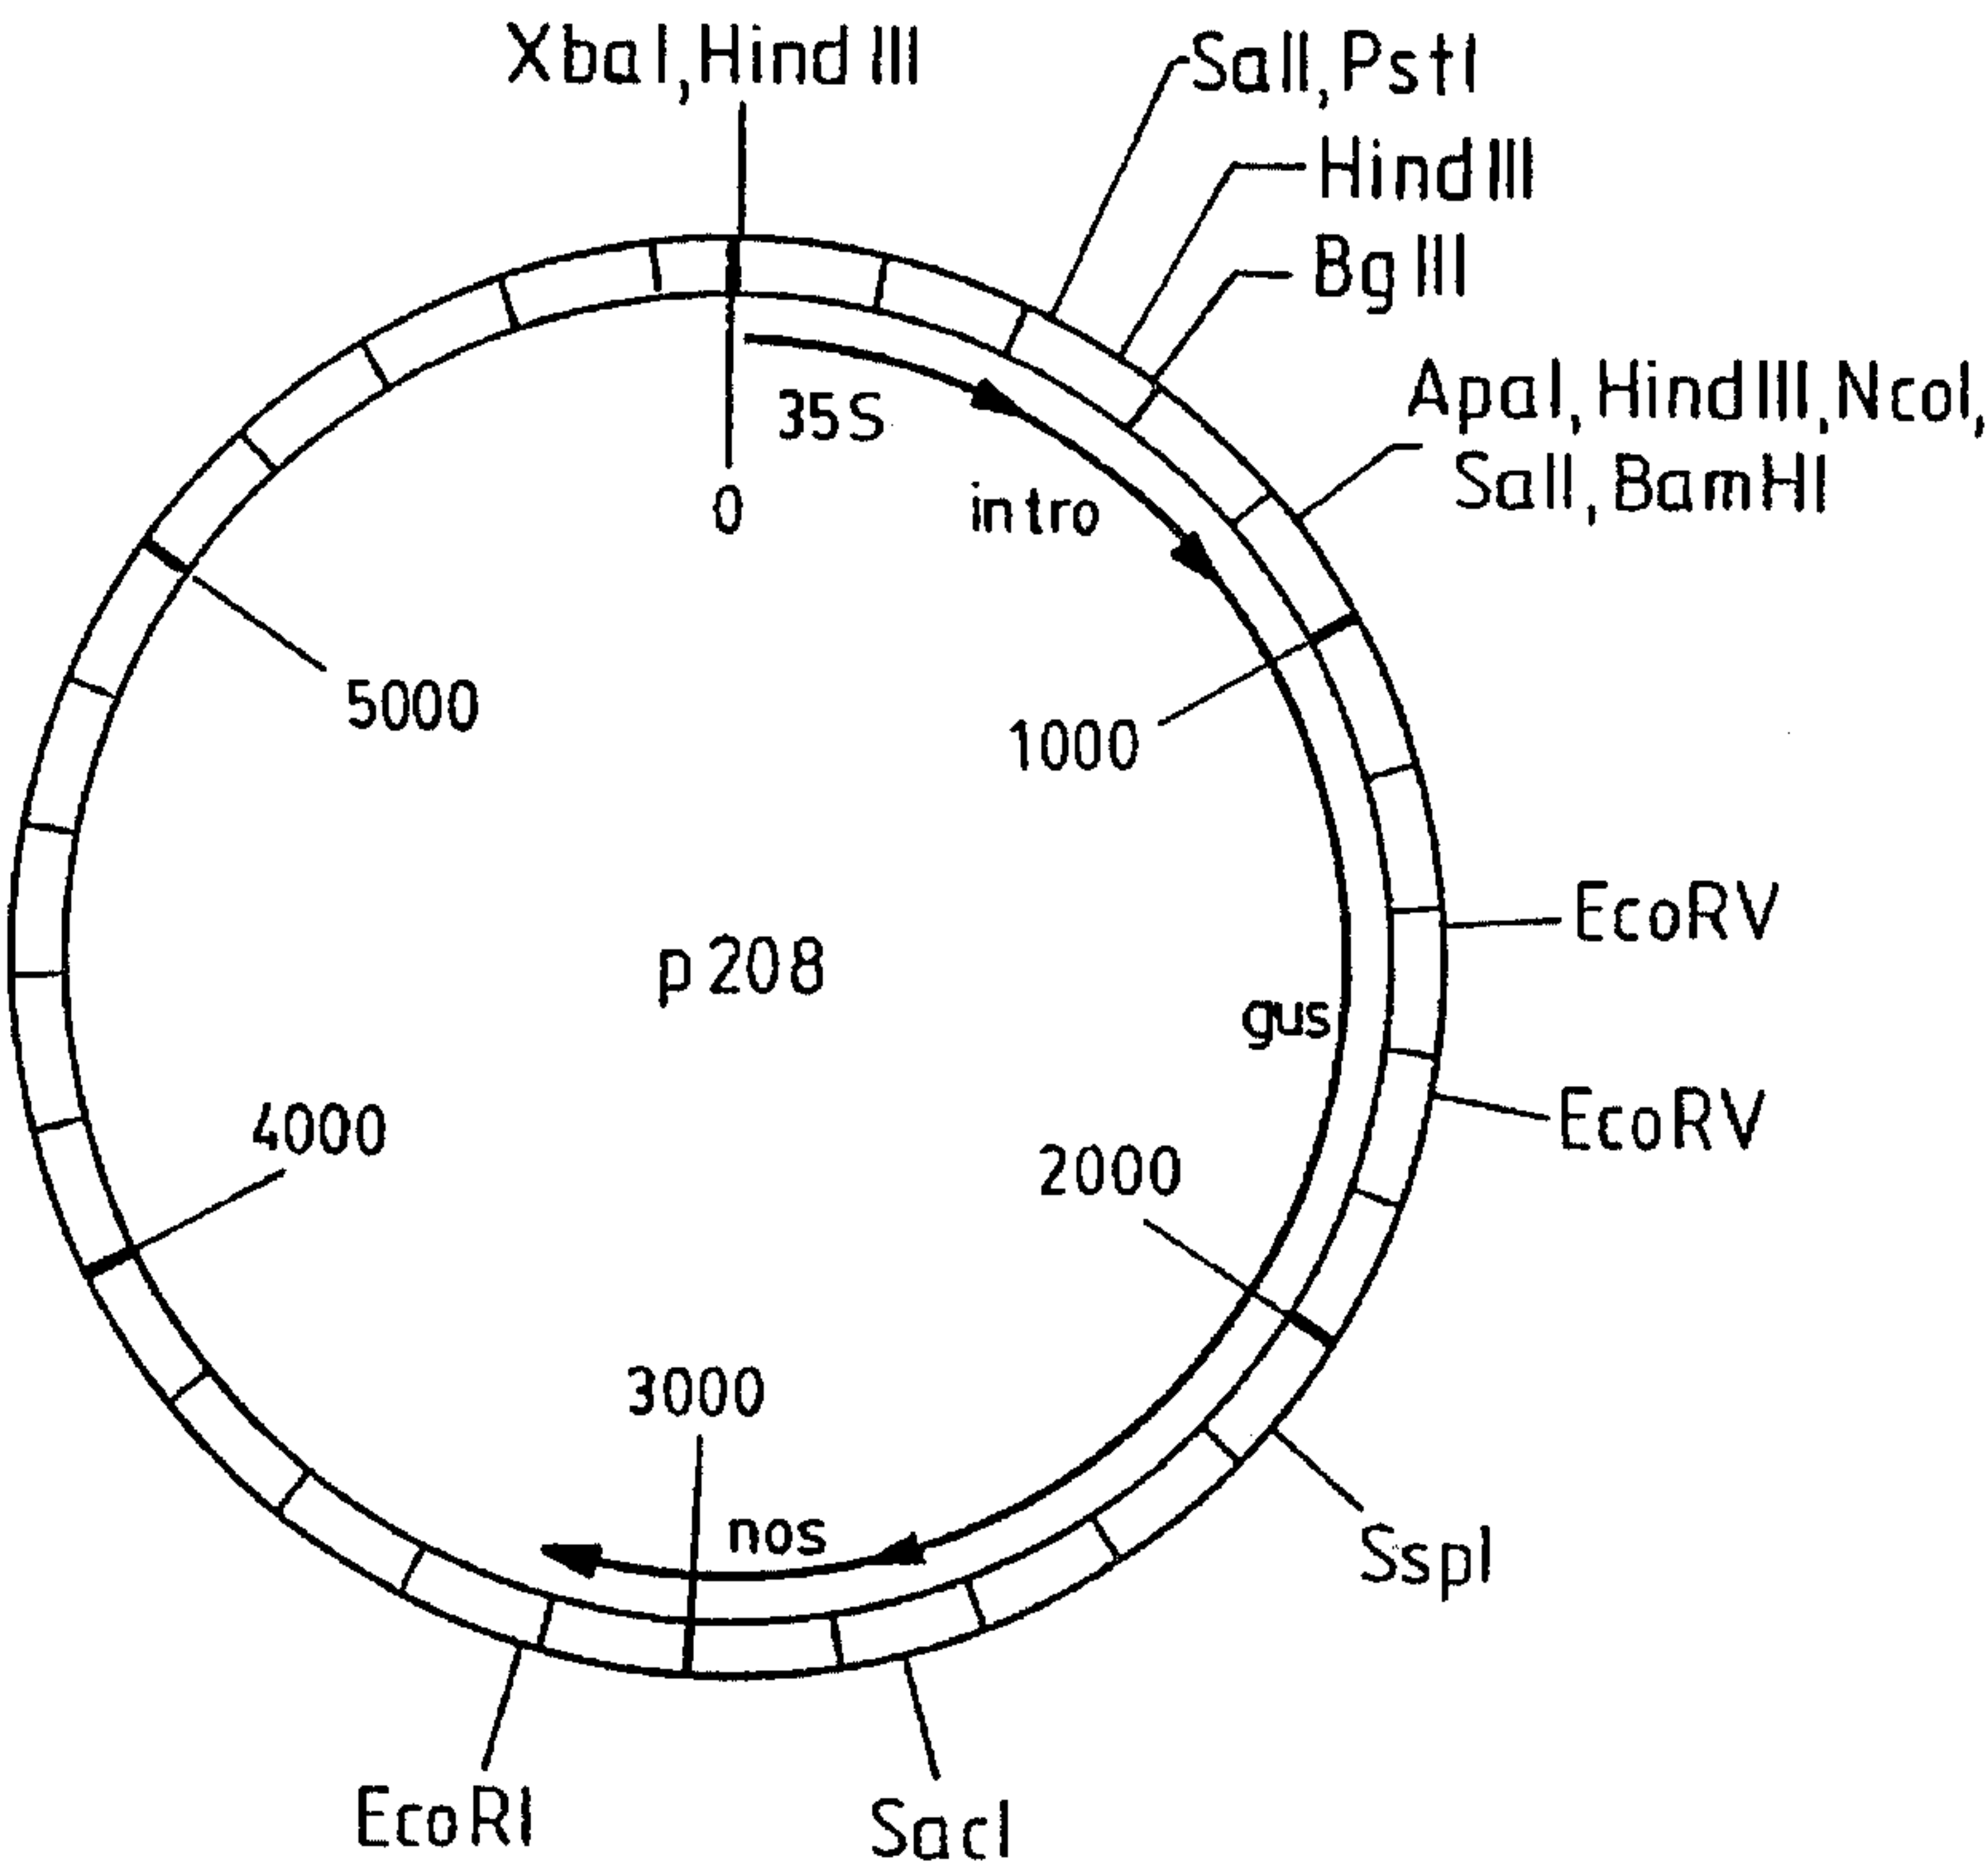 XbaI,HindIII
SalI,PstI
HindIII
BglII
ApaI,HindIII,NcoI,
SalI,BamHI
35S
0
intro
5000
1000
EcoRV
p208
gus
EcoRV
4000
2000
3000
nos
SspI
EcoRI
SacI